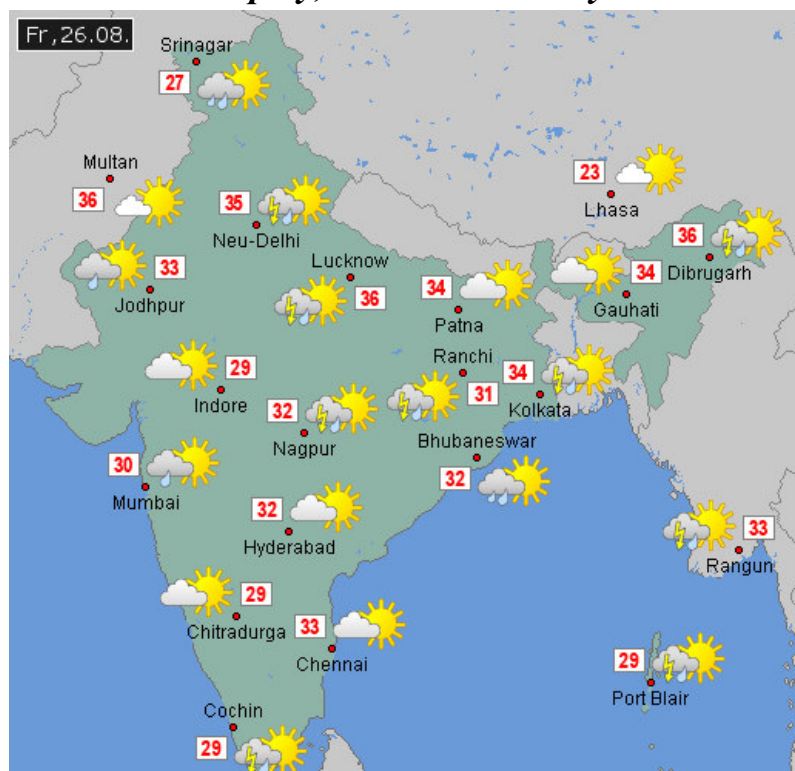 Fr,26.08.
Srinagar
27
Multan
36
35
Neu-Delhi
23
Lhasa
36
Dibrugarh
33
Jodhpur
Lucknow
36
34
Patna
34
Gauhati
29
Indore
Ranchi
31
34
Kolkata
32
Nagpur
Bhubaneswar
32
30
Mumbai
32
Hyderabad
33
Rangun
29
Chitradurga
33
Chennai
29
Port Blair
Cochin
29